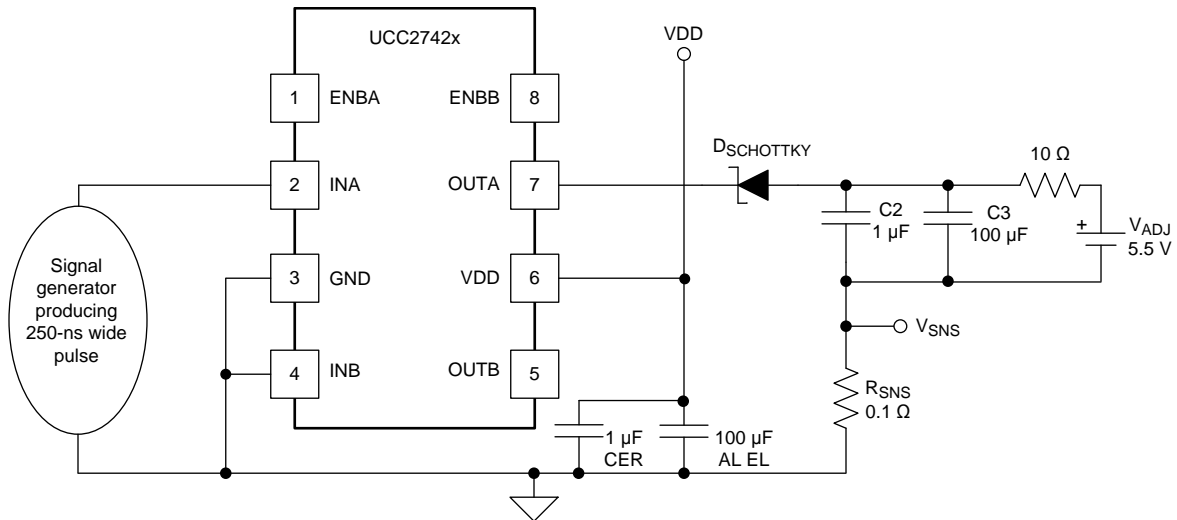 UCC2742x
VDD
1
ENBA
ENBB
8
2
INA
OUTA
7
DSCHOTTKY
10 Ω
C2
1 µF
C3
100 µF
+
VADJ
5.5 V
Signal
generator
producing
250-ns wide
pulse
3
GND
VDD
6
VSNS
4
INB
OUTB
5
RSNS
0.1 Ω
1 µF
CER
100 µF
AL EL